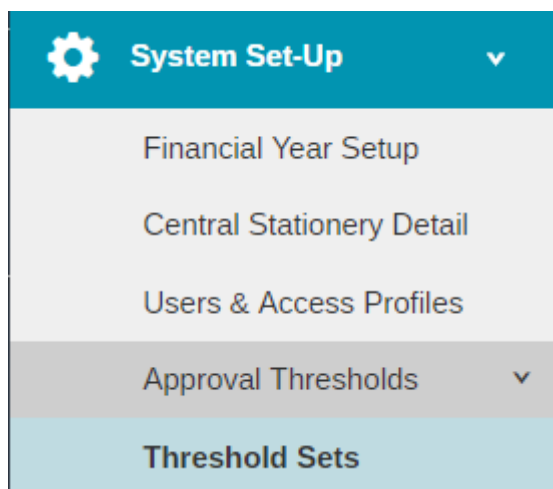 System Set-Up
Financial Year Setup
Central Stationery Detail
Users & Access Profiles
Approval Thresholds
Threshold Sets